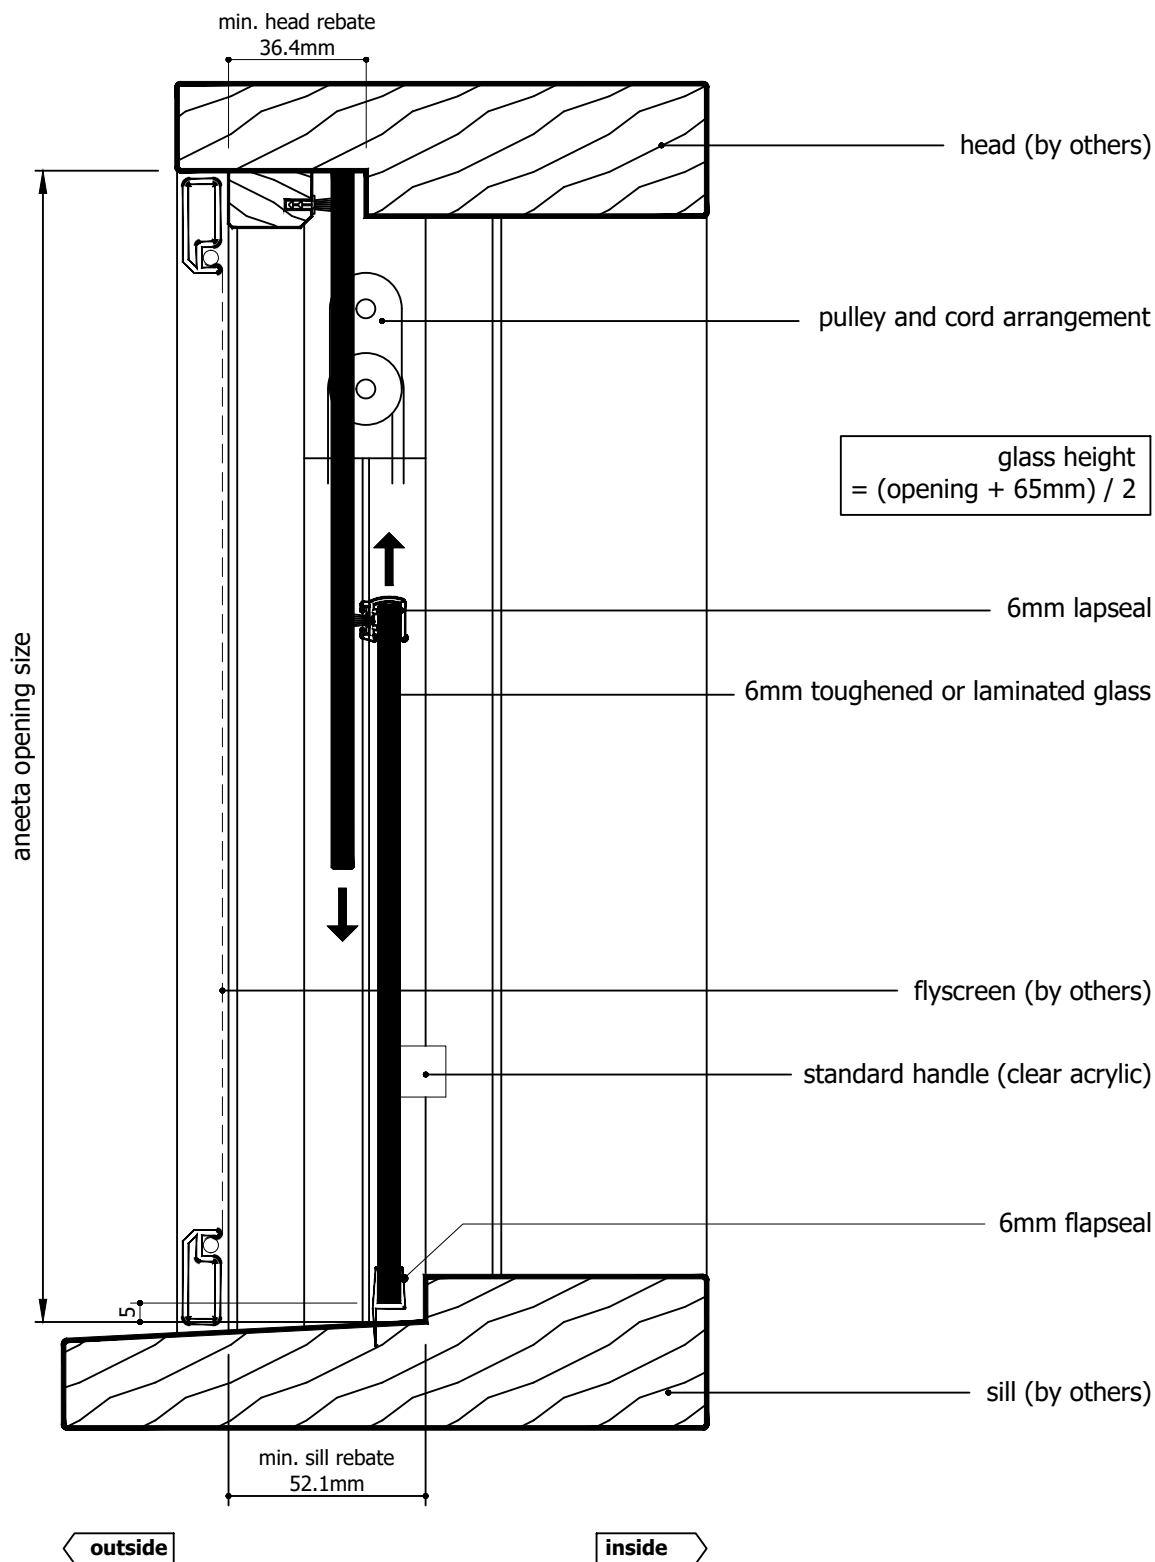 min. head rebate
36.4mm
head (by others)
pulley and cord arrangement
glass height
= (opening + 65mm) / 2
6mm lapseal
6mm toughened or laminated glass
aneeta opening size
flyscreen (by others)
standard handle (clear acrylic)
6mm flapseal
5
sill (by others)
min. sill rebate
52.1mm
outside
inside